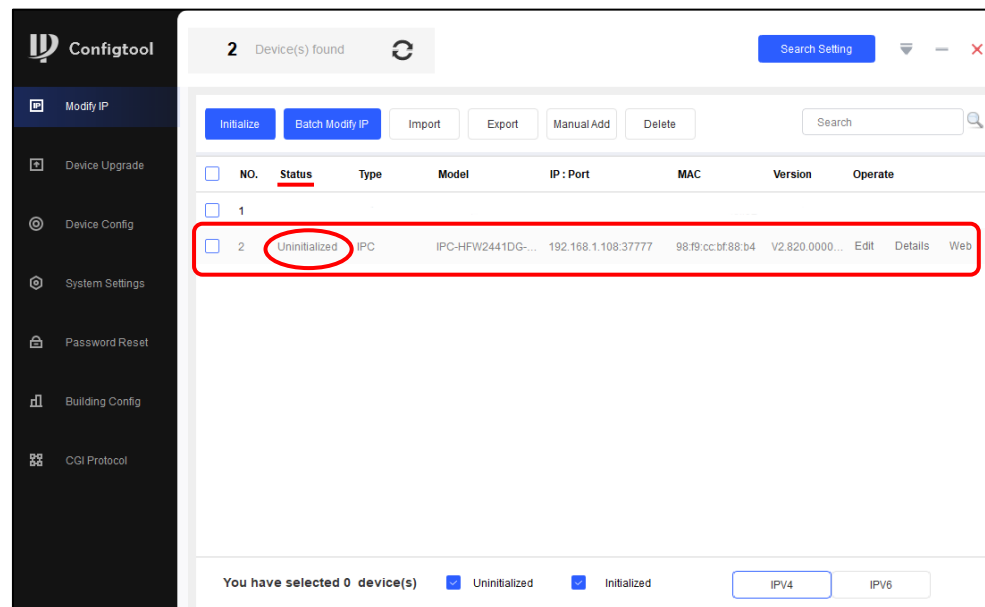 Configtool
2 Device(s) found
Search Setting
Modify IP
Device Upgrade
Device Config
System Settings
Password Reset
Building Config
CGI Protocol
Initialize Batch Modify IP Import Export Manual Add Delete Search
NO. Status Type Model IP : Port MAC Version Operate
1
2 Uninitialized IPC IPC-HFW2441DG-... 192.168.1.108:37777 98:f9:cc:bf:88:b4 V2.820.0000... Edit Details Web
You have selected 0 device(s) Uninitialized Initialized IPV4 IPV6